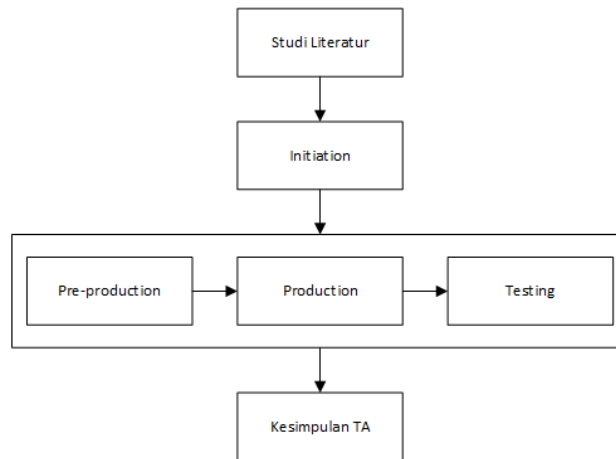 Studi Literatur
Initiation
Pre-production
Production
Testing
Kesimpulan TA